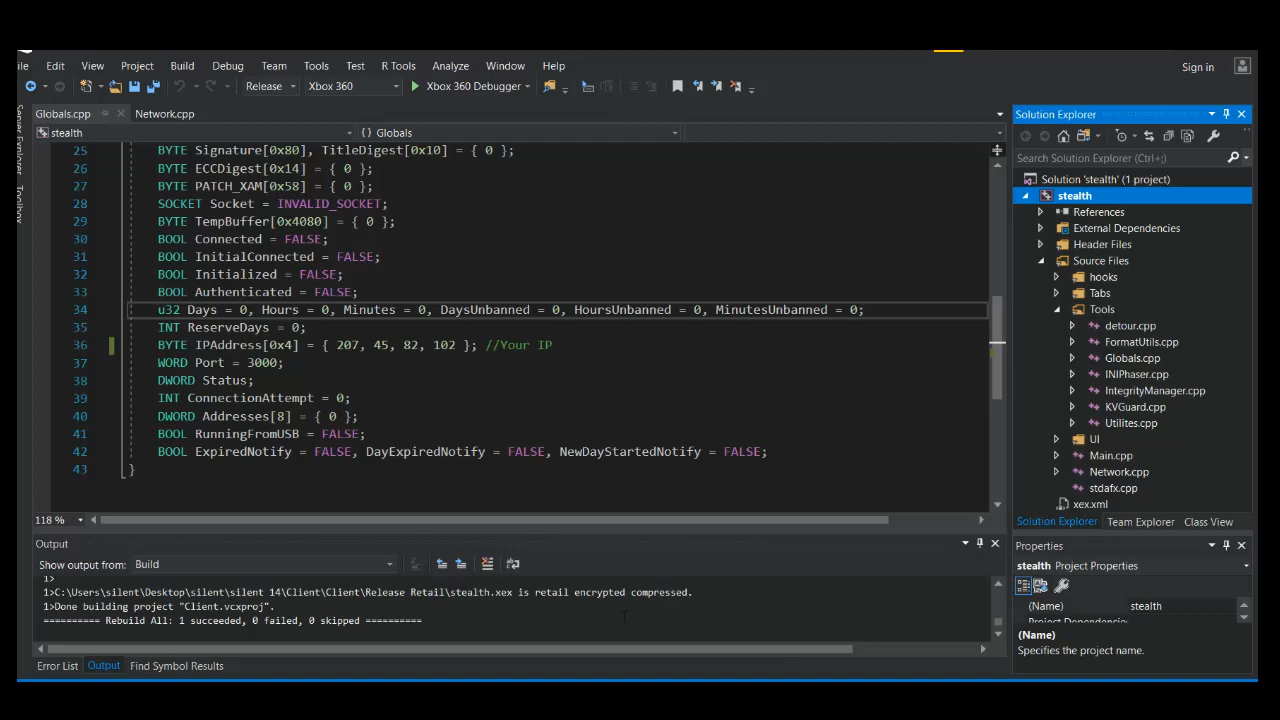 ile Edit View Project Build Debug Team Tools Test R Tools Analyze Window Help
Sign in
Release Xbox 360 Xbox 360 Debugger
Globals.cpp Network.cpp
stealth {} Globals
25 BYTE Signature[0x80], TitleDigest[0x10] = { 0 };
26 BYTE ECCDigest[0x14] = { 0 };
27 BYTE PATCH_XAM[0x58] = { 0 };
28 SOCKET Socket = INVALID_SOCKET;
29 BYTE TempBuffer[0x4080] = { 0 };
30 BOOL Connected = FALSE;
31 BOOL InitialConnected = FALSE;
32 BOOL Initialized = FALSE;
33 BOOL Authenticated = FALSE;
34 u32 Days = 0, Hours = 0, Minutes = 0, DaysUnbanned = 0, HoursUnbanned = 0, MinutesUnbanned = 0;
35 INT ReserveDays = 0;
36 BYTE IPAddress[0x4] = { 207, 45, 82, 102 }; //Your IP
37 WORD Port = 3000;
38 DWORD Status;
39 INT ConnectionAttempt = 0;
40 DWORD Addresses[8] = { 0 };
41 BOOL RunningFromUSB = FALSE;
42 BOOL ExpiredNotify = FALSE, DayExpiredNotify = FALSE, NewDayStartedNotify = FALSE;
43 }
118 %
Output
Show output from: Build
1>
1>C:\Users\silent\Desktop\silent\silent 14\Client\Client\Release Retail\stealth.xex is retail encrypted compressed.
1>Done building project "Client.vcxproj".
========== Rebuild All: 1 succeeded, 0 failed, 0 skipped ==========
Error List Output Find Symbol Results
Server Explorer
Toolbox
Solution Explorer
Search Solution Explorer (Ctrl+;)
Solution 'stealth' (1 project)
stealth
References
External Dependencies
Header Files
Source Files
hooks
Tabs
Tools
detour.cpp
FormatUtils.cpp
Globals.cpp
INIPhaser.cpp
IntegrityManager.cpp
KVGuard.cpp
Utilites.cpp
UI
Main.cpp
Network.cpp
stdafx.cpp
xex.xml
Solution Explorer Team Explorer Class View
Properties
stealth Project Properties
(Name) stealth
Project Dependencie
(Name)
Specifies the project name.